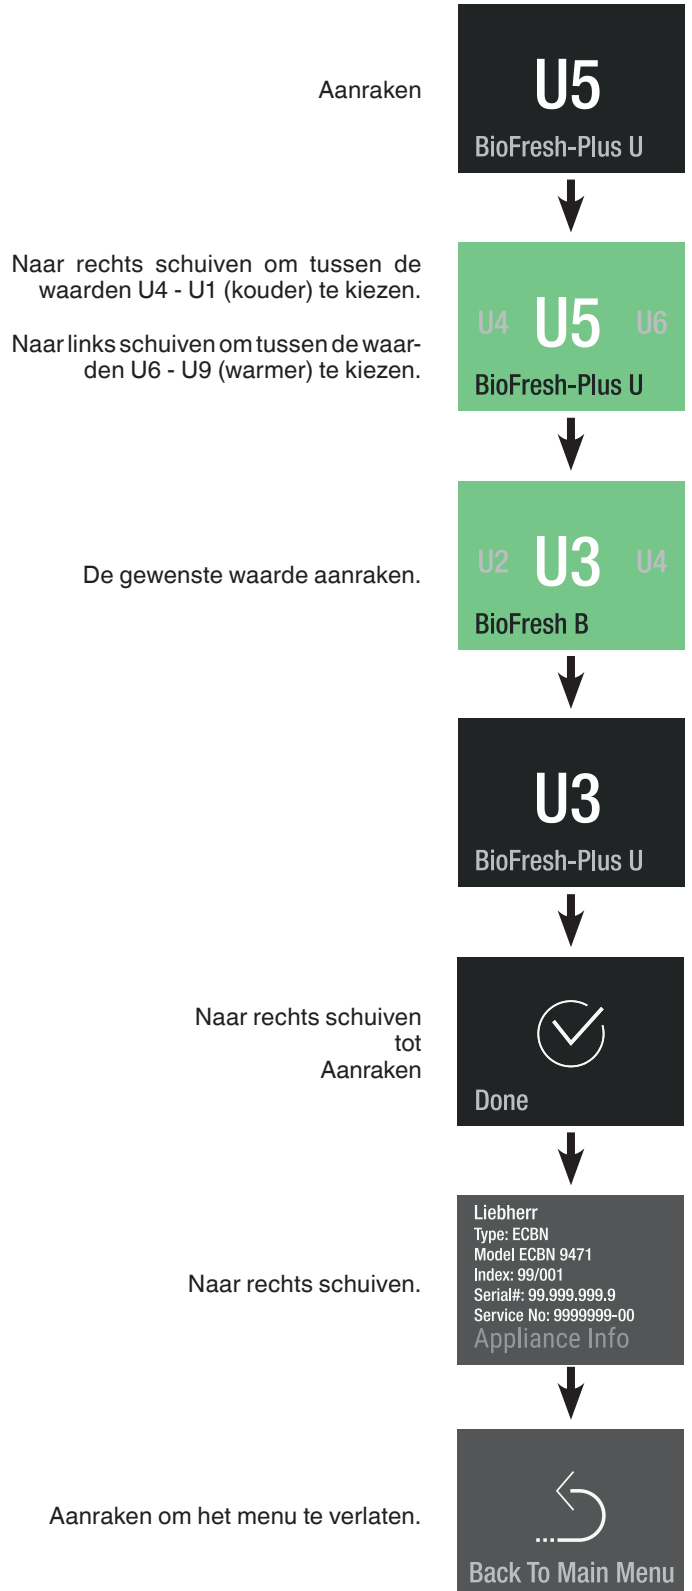 Aanraken
U5
BioFresh-Plus U
Naar rechts schuiven om tussen de
waarden U4 - U1 (kouder) te kiezen.
Naar links schuiven om tussen de waar-
den U6 - U9 (warmer) te kiezen.
U4 U5 U6
BioFresh-Plus U
De gewenste waarde aanraken.
U2 U3 U4
BioFresh B
U3
BioFresh-Plus U
Naar rechts schuiven
tot
Aanraken
Done
Naar rechts schuiven.
Liebherr
Type: ECBN
Model ECBN 9471
Index: 99/001
Serial#: 99.999.999.9
Service No: 9999999-00
Appliance Info
Aanraken om het menu te verlaten.
Back To Main Menu